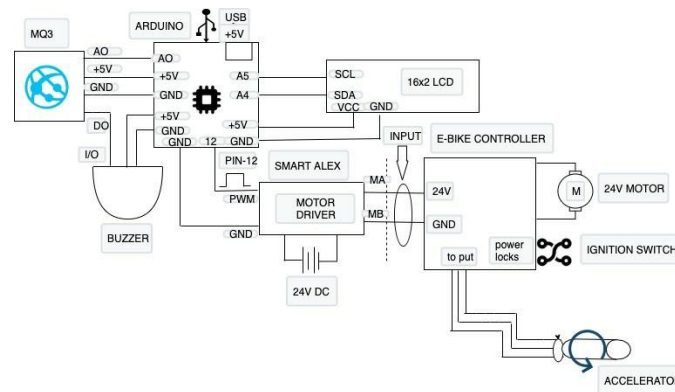 MQ3
ARDUINO
USB
+5V
AO
+5V
GND
DO
I/O
AO
+5V
GND
+5V
GND
GND
12
A5
A4
+5V
GND
SCL
SDA
VCC
GND
16x2 LCD
BUZZER
PIN-12
PWM
GND
SMART ALEX
MOTOR
DRIVER
24V DC
MA
MB
INPUT
E-BIKE CONTROLLER
24V
GND
to put
power
locks
M
24V MOTOR
IGNITION SWITCH
ACCELERATO